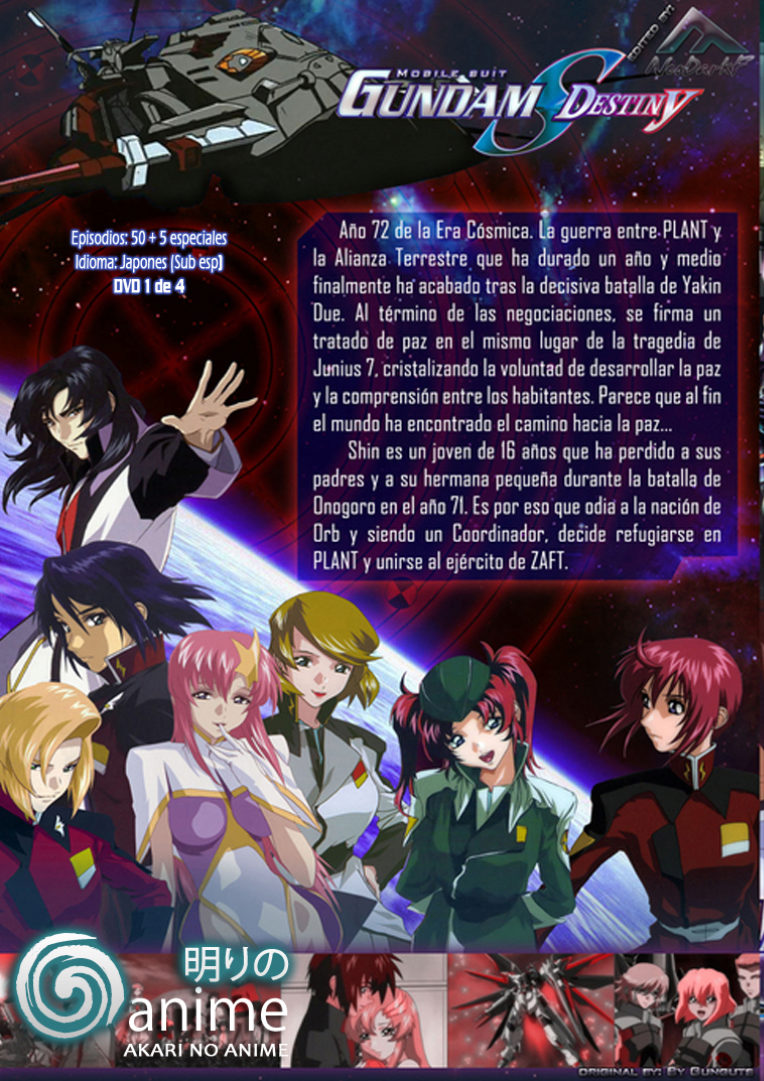 EDITED BY:
NeoDarkF
MOBILE SUIT
GUNDAM SDESTINY
Episodios: 50 + 5 especiales
Idioma: Japones (Sub esp)
DVD 1 de 4
Año 72 de la Era Cósmica. La guerra entre PLANT y
la Alianza Terrestre que ha durado un año y medio
finalmente ha acabado tras la decisiva batalla de Yakin
Due. Al término de las negociaciones, se firma un
tratado de paz en el mismo lugar de la tragedia de
Junius 7, cristalizando la voluntad de desarrollar la paz
y la comprensión entre los habitantes. Parece que al fin
el mundo ha encontrado el camino hacia la paz...
Shin es un joven de 16 años que ha perdido a sus
padres y a su hermana pequeña durante la batalla de
Onogoro en el año 71. Es por eso que odia a la nación de
Orb y siendo un Coordinador, decide refugiarse en
PLANT y unirse al ejército de ZAFT.
明りの
anime
AKARI NO ANIME
ORIGINAL BY: BY GUNGUTS